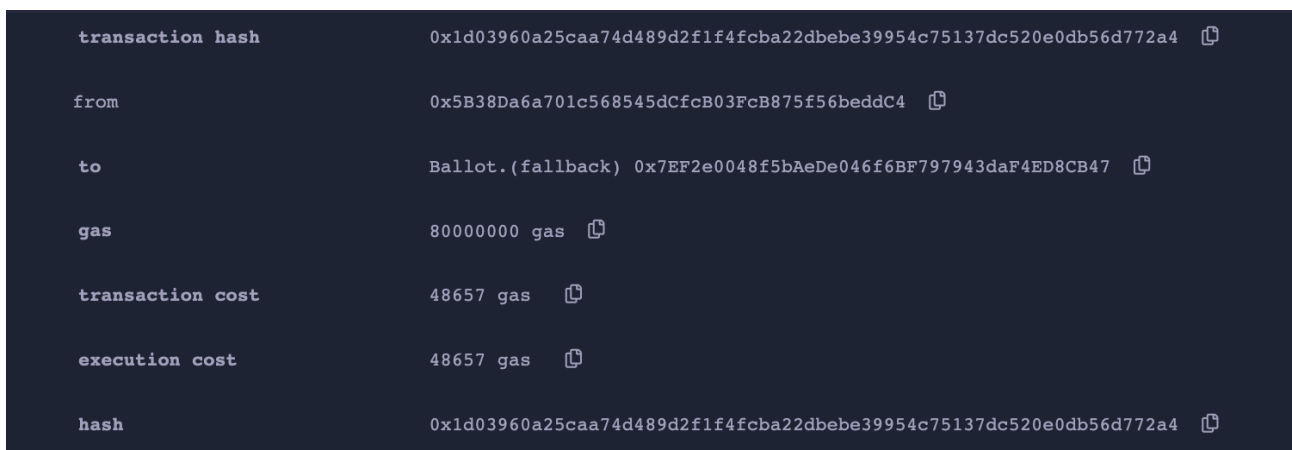 transaction hash 0x1d03960a25caa74d489d2f1f4fcba22dbebe39954c75137dc520e0db56d772a4
from 0x5B38Da6a701c568545dCfcB03FcB875f56beddC4
to Ballot.(fallback) 0x7EF2e0048f5bAeDe046f6BF797943daF4ED8CB47
gas 80000000 gas
transaction cost 48657 gas
execution cost 48657 gas
hash 0x1d03960a25caa74d489d2f1f4fcba22dbebe39954c75137dc520e0db56d772a4